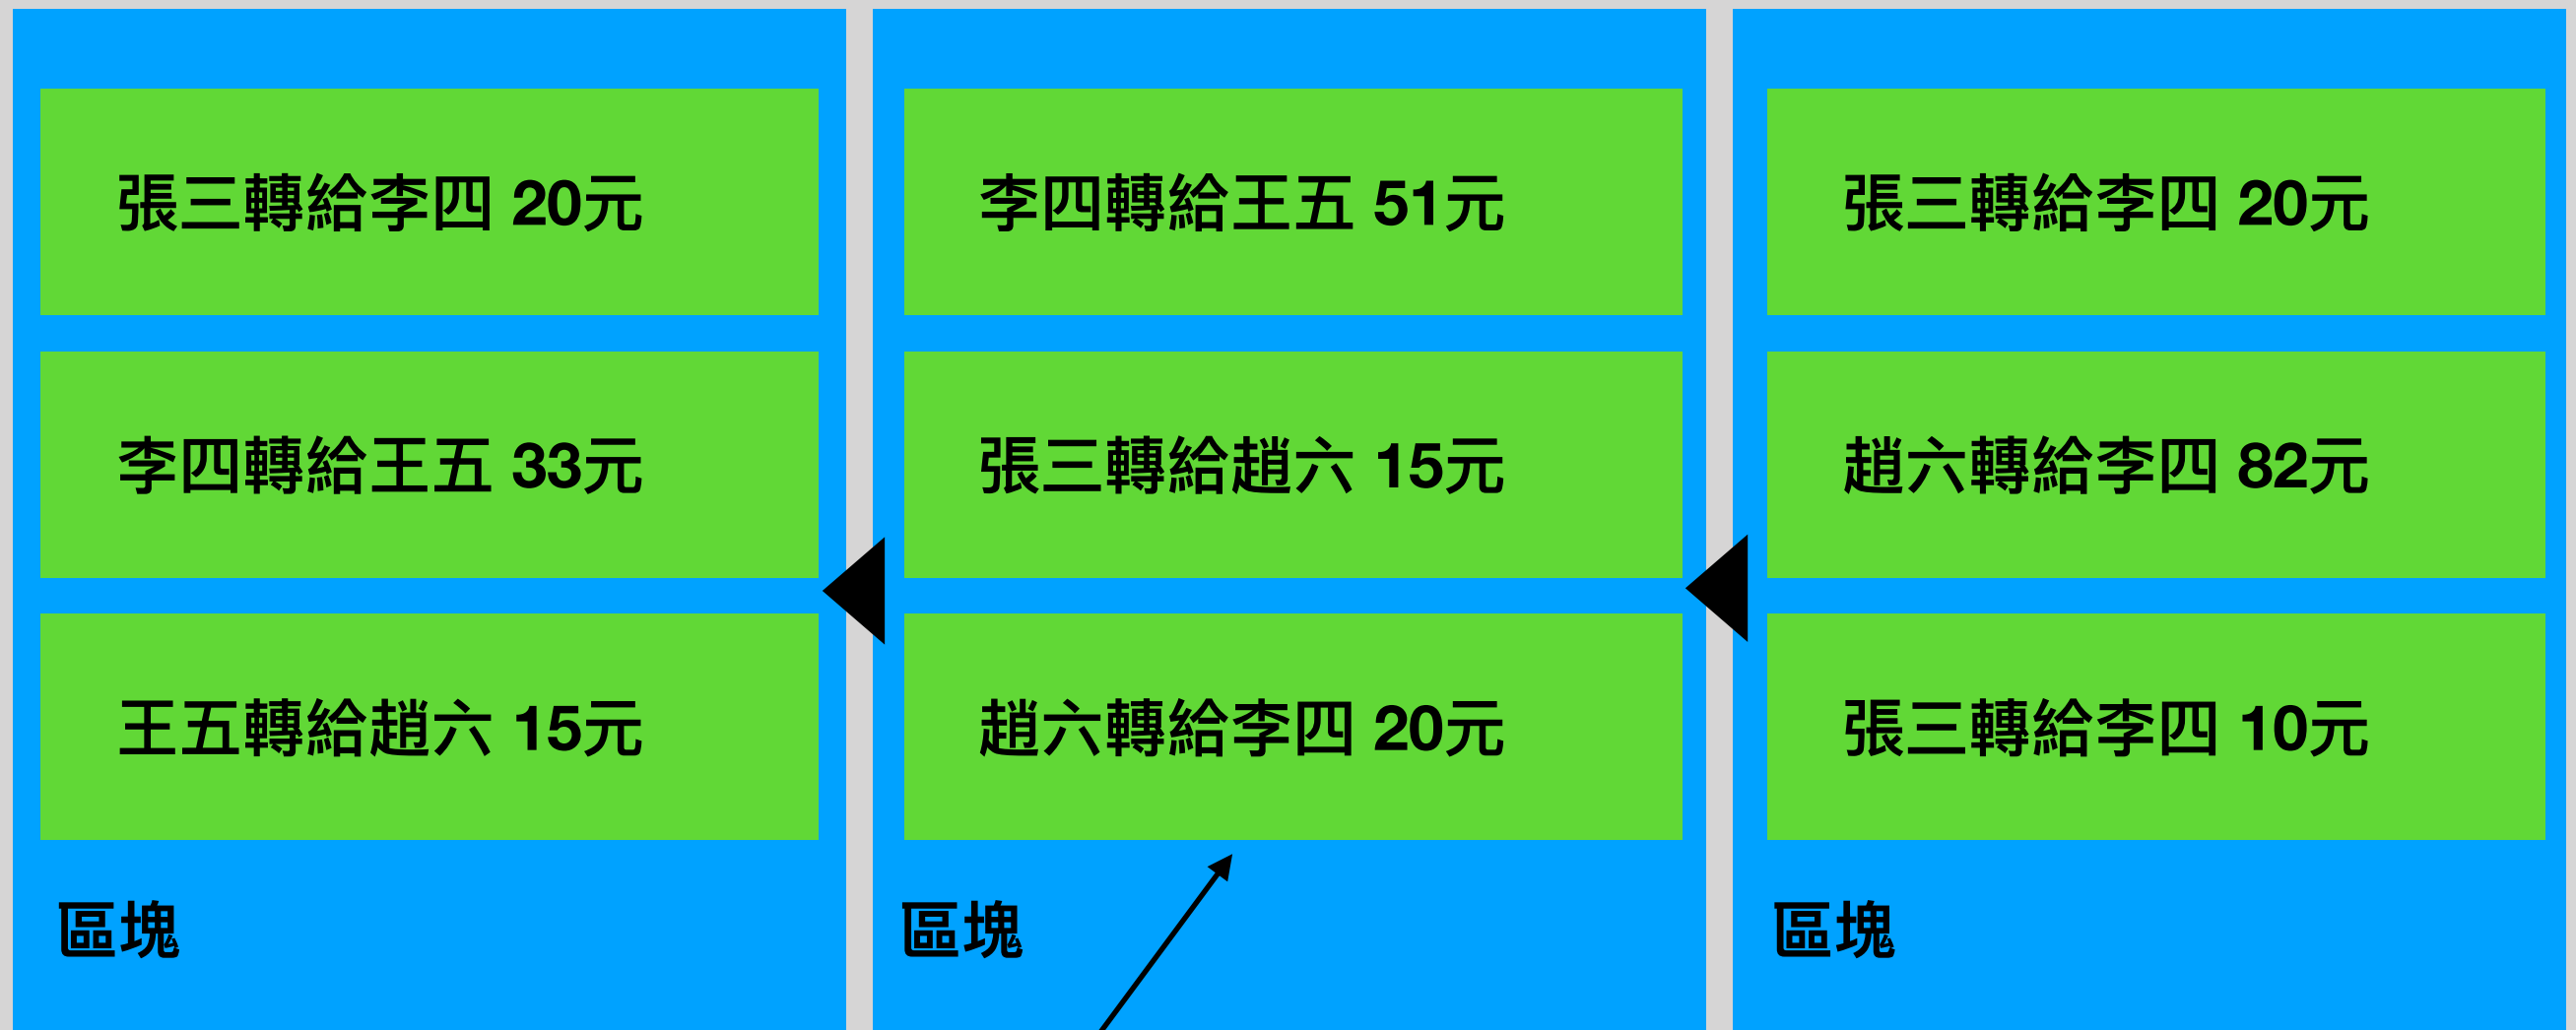 張三轉給李四 20元
李四轉給王五 33元
王五轉給趙六 15元
區塊
李四轉給王五 51元
張三轉給趙六 15元
趙六轉給李四 20元
區塊
張三轉給李四 20元
趙六轉給李四 82元
張三轉給李四 10元
區塊